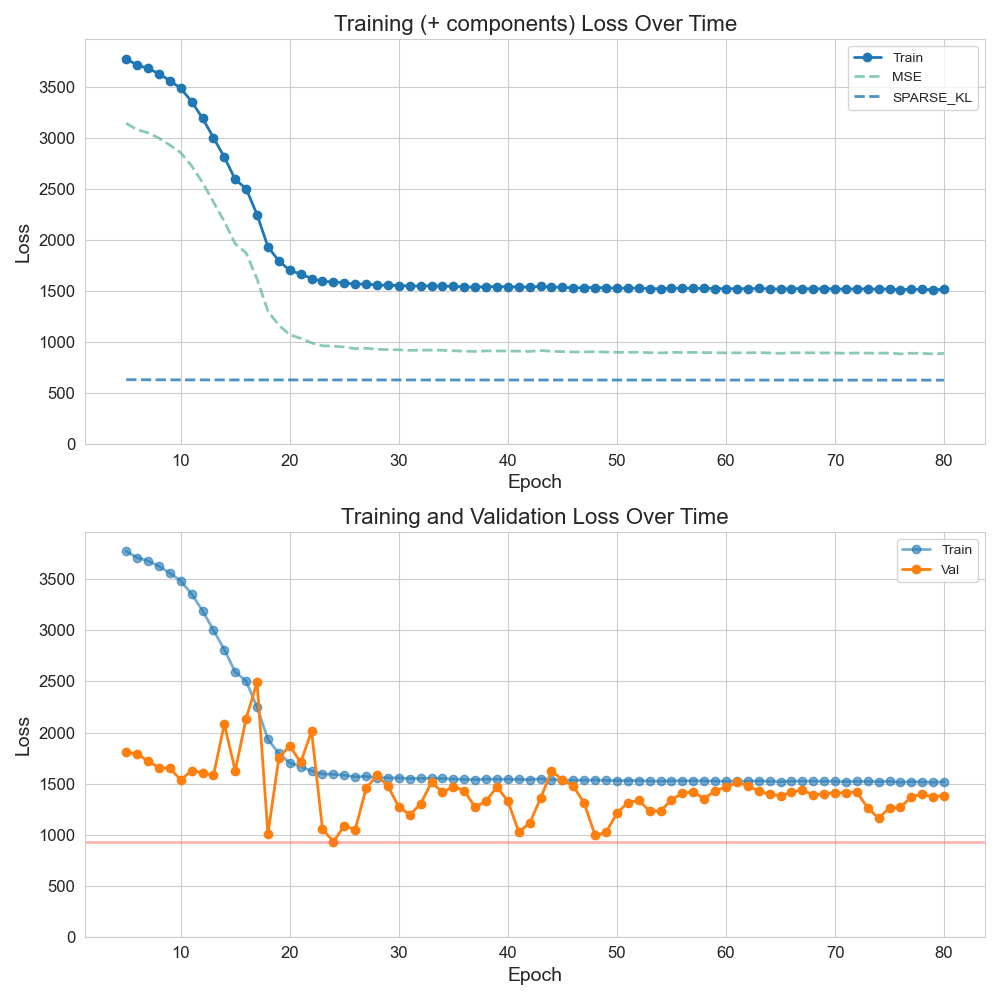 Training (+ components) Loss Over Time
Loss
3500
3000
2500
2000
1500
1000
500
0
Train
MSE
SPARSE_KL
10 20 30 40 50 60 70 80
Epoch
Training and Validation Loss Over Time
Loss
3500
3000
2500
2000
1500
1000
500
0
Train
Val
10 20 30 40 50 60 70 80
Epoch